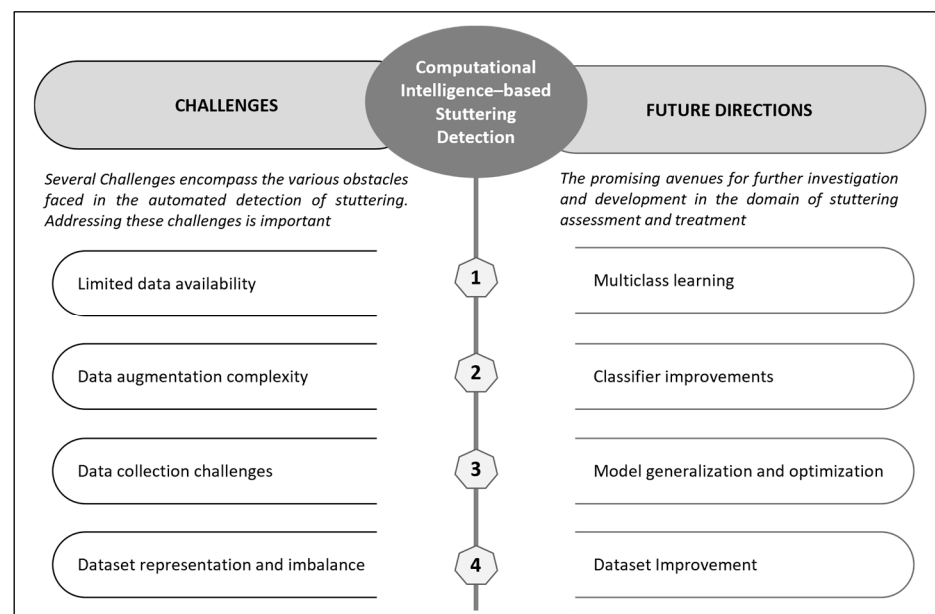 Computational
Intelligence–based
Stuttering
Detection
CHALLENGES
FUTURE DIRECTIONS
Several Challenges encompass the various obstacles
faced in the automated detection of stuttering.
Addressing these challenges is important
The promising avenues for further investigation
and development in the domain of stuttering
assessment and treatment
Limited data availability
1
Multiclass learning
Data augmentation complexity
2
Classifier improvements
Data collection challenges
3
Model generalization and optimization
Dataset representation and imbalance
4
Dataset Improvement